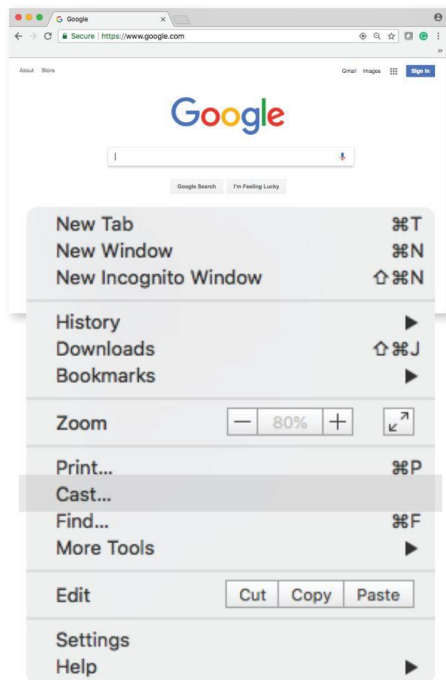 Google
Secure | https://www.google.com
About Store Gmail Images Sign in
Google
Google Search I'm Feeling Lucky
New Tab ⌘T
New Window ⌘N
New Incognito Window ⇧⌘N
History ▶
Downloads ⇧⌘J
Bookmarks ▶
Zoom − 80% +
Print... ⌘P
Cast...
Find... ⌘F
More Tools ▶
Edit Cut Copy Paste
Settings
Help ▶